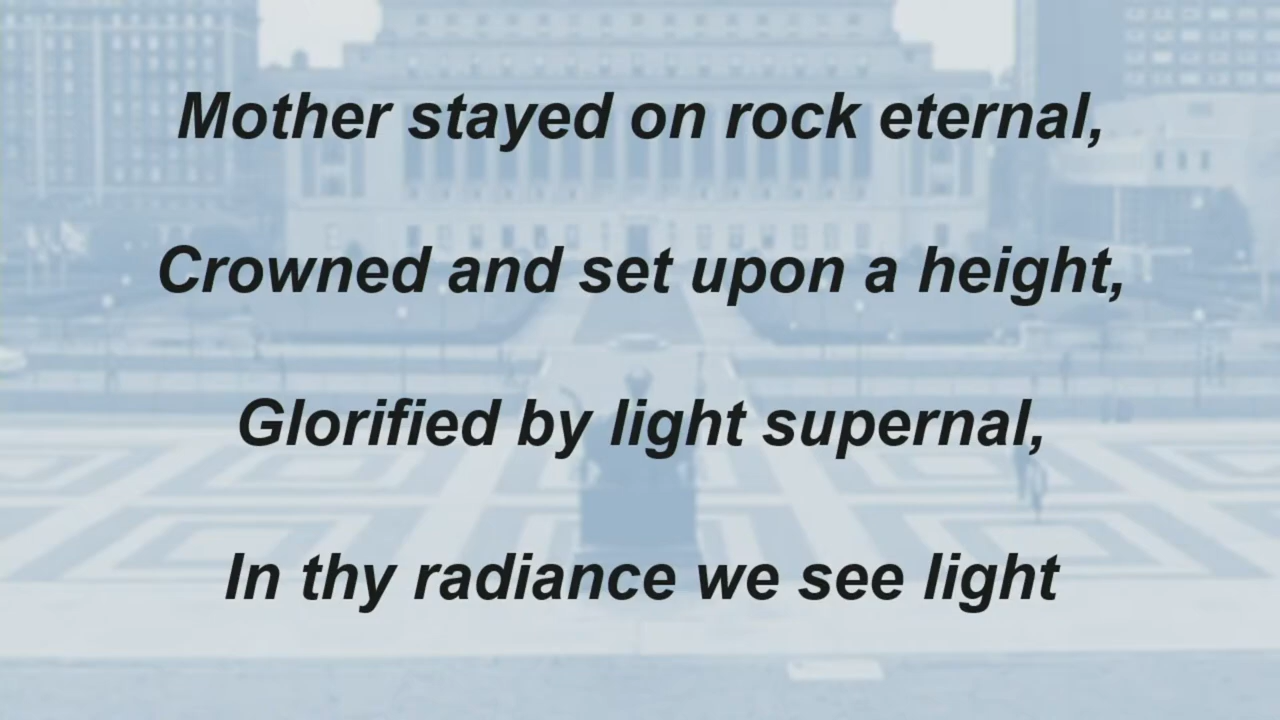 Mother stayed on rock eternal,
Crowned and set upon a height,
Glorified by light supernal,
In thy radiance we see light